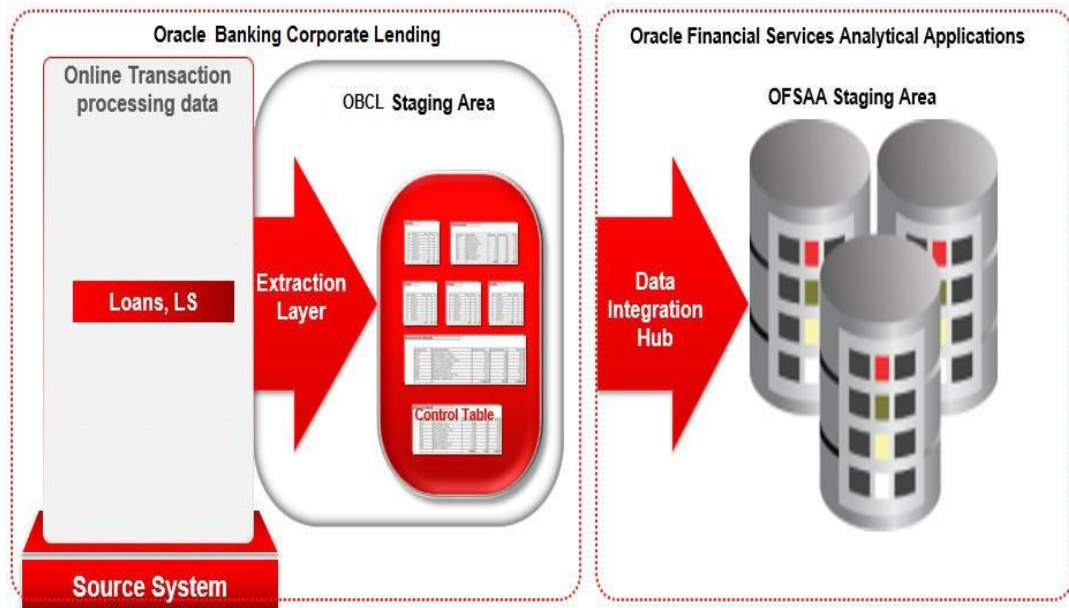 Oracle Banking Corporate Lending
Online Transaction
processing data
OBCL Staging Area
Loans, LS
Extraction
Layer
Control Table
Source System
Oracle Financial Services Analytical Applications
OFSAA Staging Area
Data
Integration
Hub